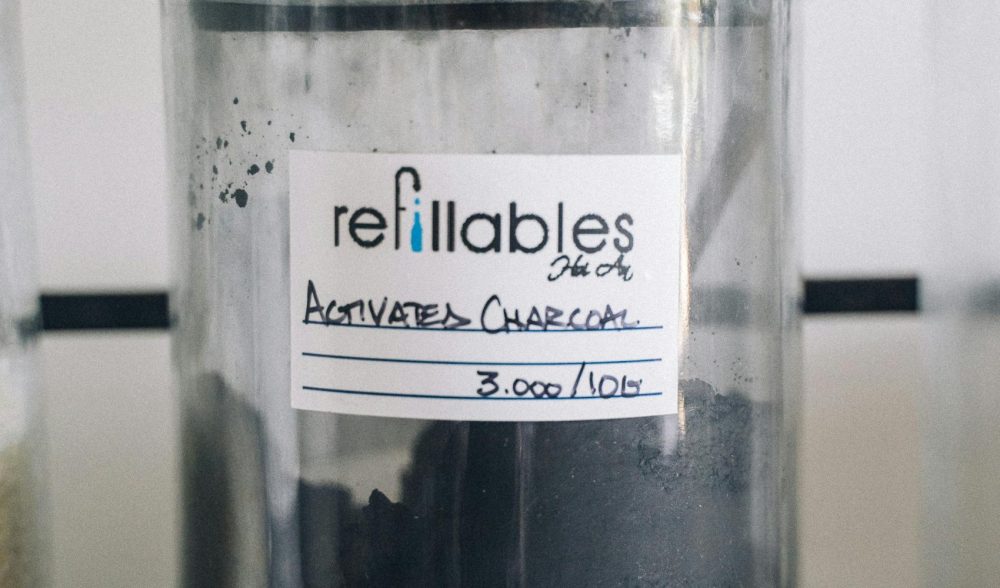 refillables
Hoi An
ACTIVATED CHARCOAL
3.000/10G